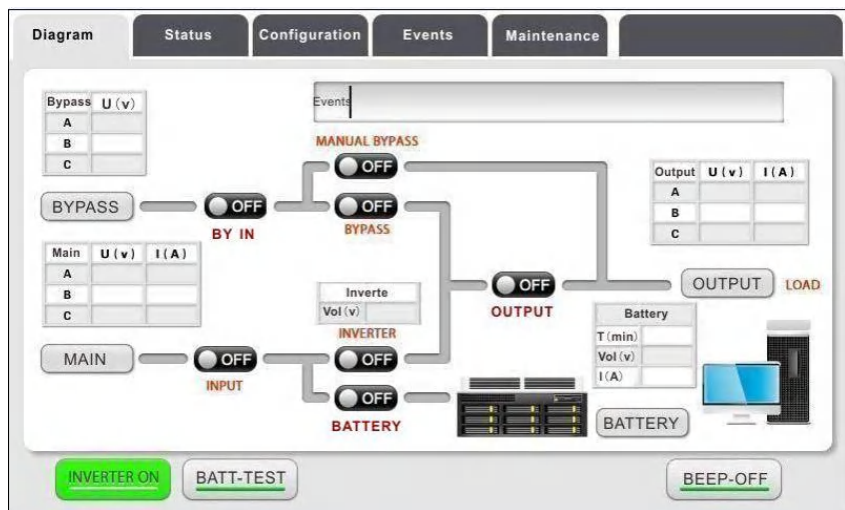 Diagram
Status
Configuration
Events
Maintenance
Bypass U (v)
A
B
C
Events
MANUAL BYPASS
OFF
BYPASS
OFF
BY IN
OFF
BYPASS
Output U (v) I (A)
A
B
C
Main U (v) I (A)
A
B
C
Inverte
Vol (v)
INVERTER
OFF
OUTPUT
OUTPUT
LOAD
Battery
T (min)
Vol (v)
I (A)
MAIN
OFF
INPUT
OFF
OFF
BATTERY
BATTERY
INVERTER ON
BATT-TEST
BEEP-OFF